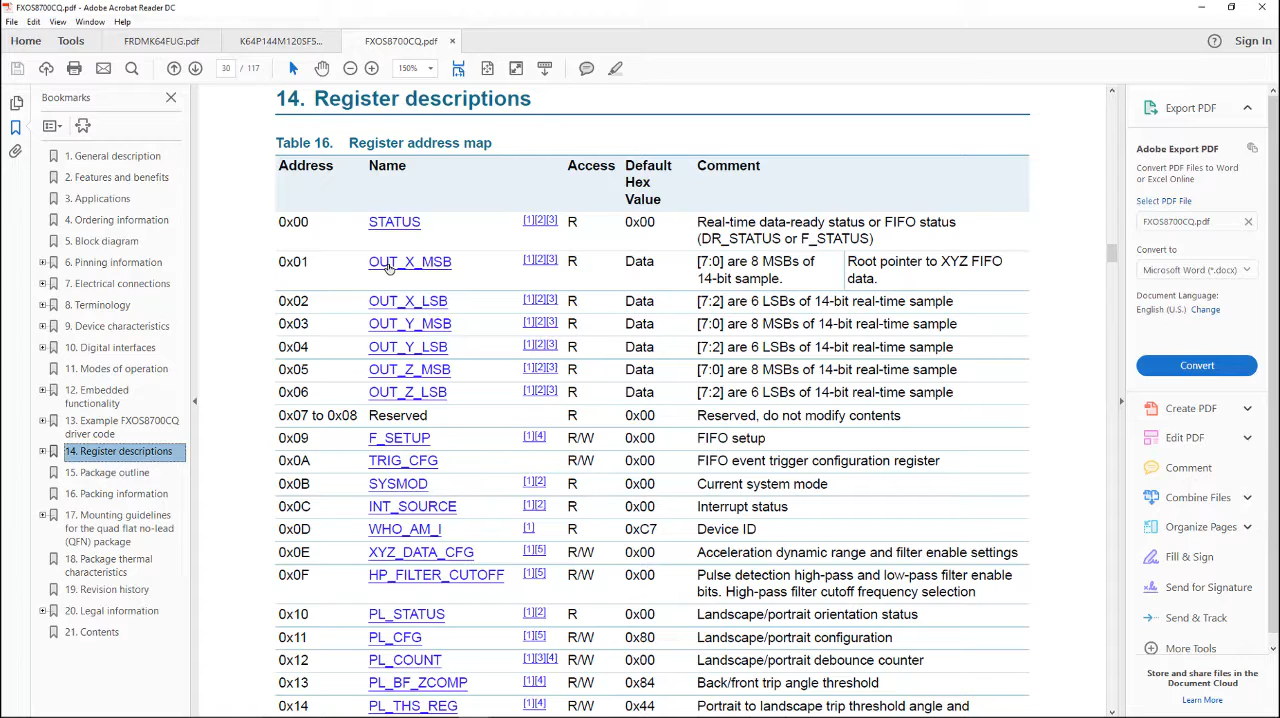 FXOS8700CQ.pdf - Adobe Acrobat Reader DC
File Edit View Window Help
Home Tools FRDMK64FUG.pdf K64P144M120SF5... FXOS8700CQ.pdf × Sign In
30 / 117 150%
Bookmarks
1. General description
2. Features and benefits
3. Applications
4. Ordering information
5. Block diagram
6. Pinning information
7. Electrical connections
8. Terminology
9. Device characteristics
10. Digital interfaces
11. Modes of operation
12. Embedded
functionality
13. Example FXOS8700CQ
driver code
14. Register descriptions
15. Package outline
16. Packing information
17. Mounting guidelines
for the quad flat no-lead
(QFN) package
18. Package thermal
characteristics
19. Revision history
20. Legal information
21. Contents
14. Register descriptions
Table 16. Register address map
Address Name Access Default Hex Value Comment
0x00 STATUS [1][2][3] R 0x00 Real-time data-ready status or FIFO status
(DR_STATUS or F_STATUS)
0x01 OUT_X_MSB [1][2][3] R Data [7:0] are 8 MSBs of Root pointer to XYZ FIFO
14-bit sample. data.
0x02 OUT_X_LSB [1][2][3] R Data [7:2] are 6 LSBs of 14-bit real-time sample
0x03 OUT_Y_MSB [1][2][3] R Data [7:0] are 8 MSBs of 14-bit real-time sample
0x04 OUT_Y_LSB [1][2][3] R Data [7:2] are 6 LSBs of 14-bit real-time sample
0x05 OUT_Z_MSB [1][2][3] R Data [7:0] are 8 MSBs of 14-bit real-time sample
0x06 OUT_Z_LSB [1][2][3] R Data [7:2] are 6 LSBs of 14-bit real-time sample
0x07 to 0x08 Reserved R 0x00 Reserved, do not modify contents
0x09 F_SETUP [1][4] R/W 0x00 FIFO setup
0x0A TRIG_CFG R/W 0x00 FIFO event trigger configuration register
0x0B SYSMOD [1][2] R 0x00 Current system mode
0x0C INT_SOURCE [1][2] R 0x00 Interrupt status
0x0D WHO_AM_I [1] R 0xC7 Device ID
0x0E XYZ_DATA_CFG [1][5] R/W 0x00 Acceleration dynamic range and filter enable settings
0x0F HP_FILTER_CUTOFF [1][5] R/W 0x00 Pulse detection high-pass and low-pass filter enable
bits. High-pass filter cutoff frequency selection
0x10 PL_STATUS [1][2] R 0x00 Landscape/portrait orientation status
0x11 PL_CFG [1][5] R/W 0x80 Landscape/portrait configuration
0x12 PL_COUNT [1][3][4] R/W 0x00 Landscape/portrait debounce counter
0x13 PL_BF_ZCOMP [1][4] R/W 0x84 Back/front trip angle threshold
0x14 PL_THS_REG [1][4] R/W 0x44 Portrait to landscape trip threshold angle and
Export PDF
Adobe Export PDF
Convert PDF Files to Word
or Excel Online
Select PDF File
FXOS8700CQ.pdf ×
Convert to
Microsoft Word (*.docx)
Document Language:
English (U.S.) Change
Convert
Create PDF
Edit PDF
Comment
Combine Files
Organize Pages
Fill & Sign
Send for Signature
Send & Track
More Tools
Store and share files in the
Document Cloud
Learn More